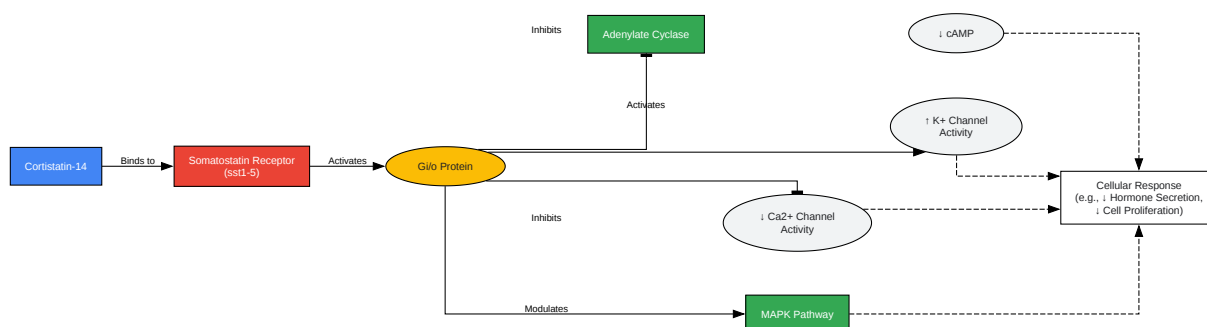 Inhibits
Adenylate Cyclase
↓ cAMP
Activates
↑ K+ Channel
Activity
Cortistatin-14
Binds to
Somatostatin Receptor
(sst1-5)
Activates
Gi/o Protein
Cellular Response
(e.g., ↓ Hormone Secretion,
↓ Cell Proliferation)
Inhibits
↓ Ca2+ Channel
Activity
Modulates
MAPK Pathway